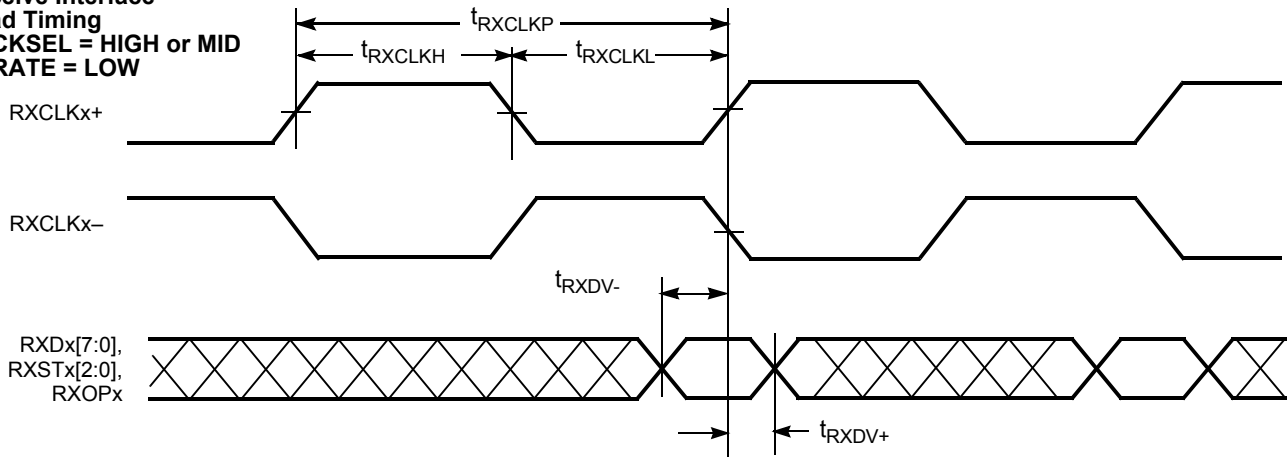 ceive Interface
ad Timing
CKSEL = HIGH or MID
RATE = LOW
tRXCLKP
tRXCLKH
tRXCLKL
RXCLKx+
RXCLKx–
tRXDV-
RXDx[7:0],
RXSTx[2:0],
RXOPx
tRXDV+